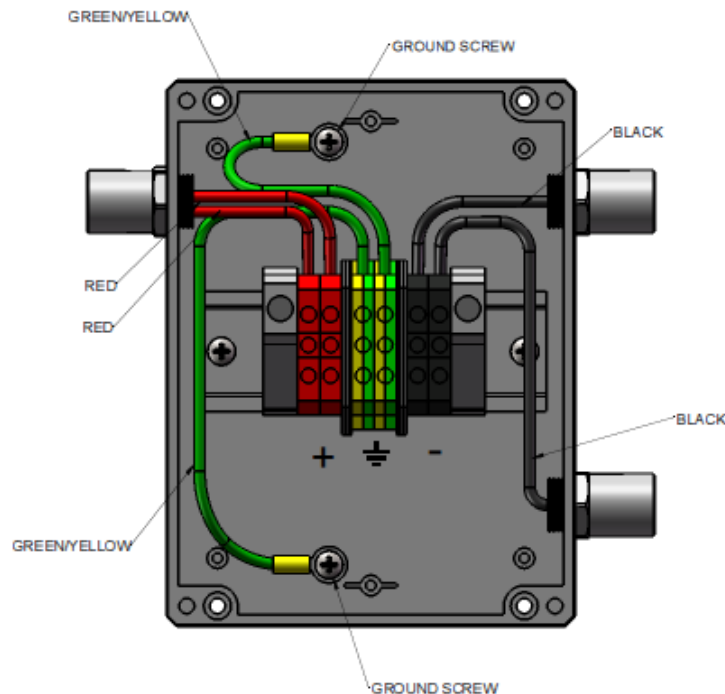 GREEN/YELLOW
GROUND SCREW
BLACK
RED
RED
BLACK
+ -
GREEN/YELLOW
GROUND SCREW